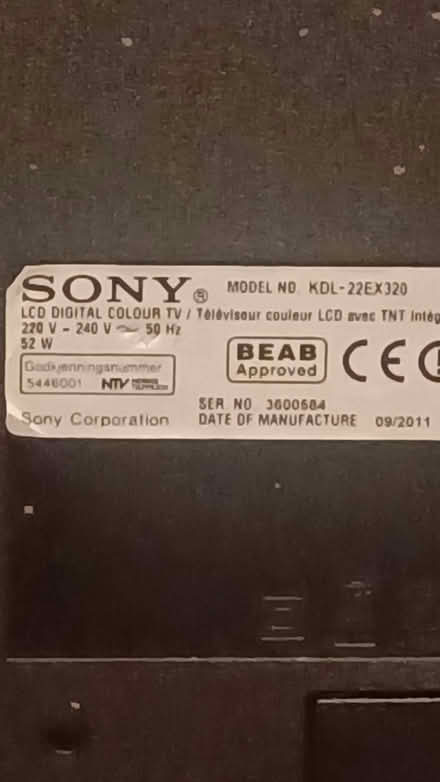 SONY® MODEL NO KDL-22EX320
LCD DIGITAL COLOUR TV / Téléviseur couleur LCD avec TNT Intég
220 V - 240 V ~ 50 Hz
52 W
Godkjenningsnummer
5446001 NTV
BEAB
Approved
CE
SER NO 3600684
Sony Corporation DATE OF MANUFACTURE 09/2011